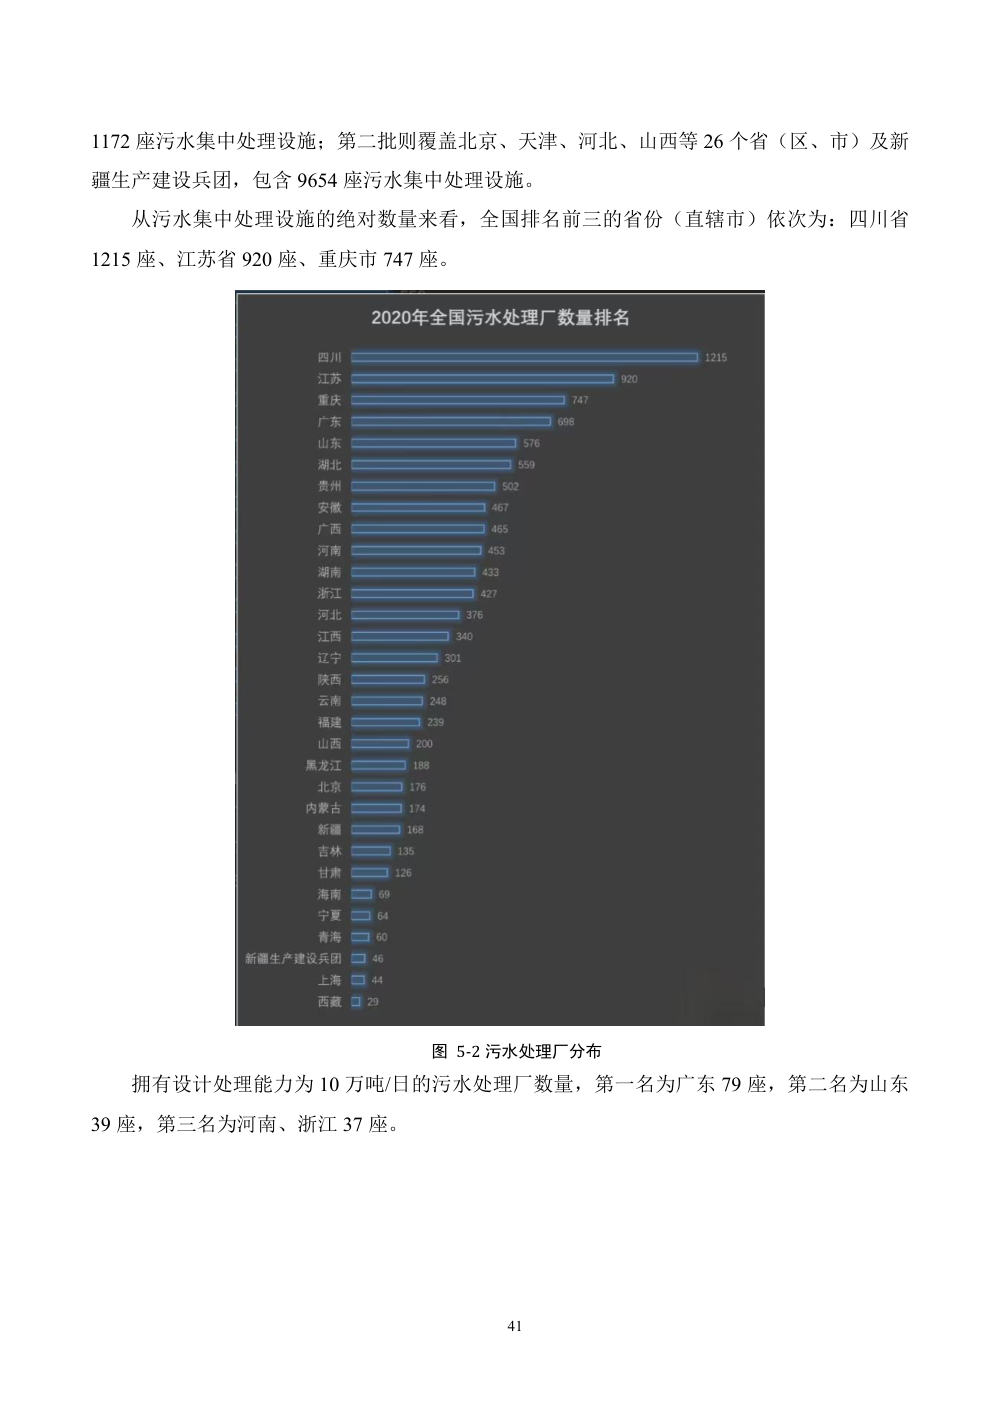 1172 座污水集中处理设施；第二批则覆盖北京、天津、河北、山西等 26 个省（区、市）及新
疆生产建设兵团，包含 9654 座污水集中处理设施。
从污水集中处理设施的绝对数量来看，全国排名前三的省份（直辖市）依次为：四川省
1215 座、江苏省 920 座、重庆市 747 座。
2020年全国污水处理厂数量排名
四川 1215
江苏 920
重庆 747
广东 698
山东 576
湖北 559
贵州 502
安徽 467
广西 465
河南 453
湖南 433
浙江 427
河北 376
江西 340
辽宁 301
陕西 256
云南 248
福建 239
山西 200
黑龙江 188
北京 176
内蒙古 174
新疆 168
吉林 135
甘肃 126
海南 69
宁夏 64
青海 60
新疆生产建设兵团 46
上海 44
西藏 29
图 5-2 污水处理厂分布
拥有设计处理能力为 10 万吨/日的污水处理厂数量，第一名为广东 79 座，第二名为山东
39 座，第三名为河南、浙江 37 座。
41